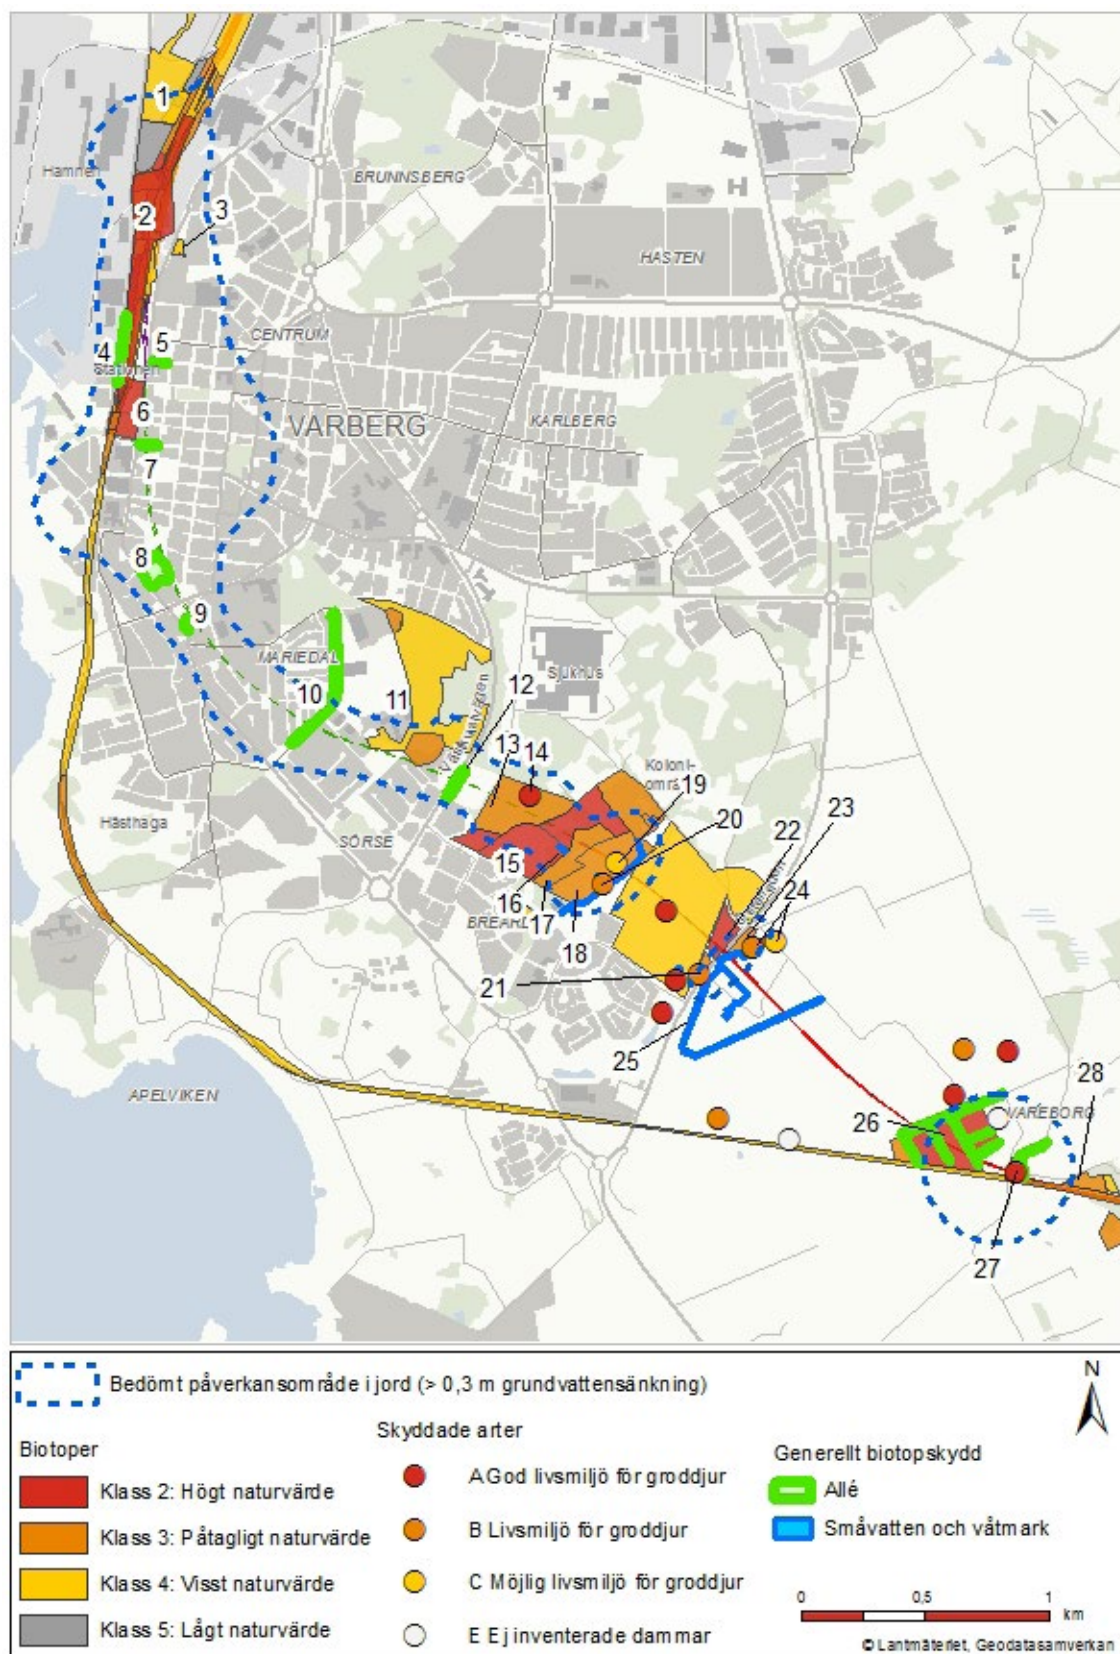 1
Hamnen
BRUNNSBERG
2
3
HÅSTEN
CENTRUM
4
5
Stationen
6
VARBERG
KARLBERG
7
8
9
MARIEDAL
Sjukhus
10
11
12
13
14
Koloni-
område
19
Hästhaga
20
23
22
SÖRSE
15
24
16
17
18
21
25
APELVIKEN
28
26
VAREBORG
27
Bedömt påverkansområde i jord (> 0,3 m grundvattensänkning)
N
Biotoper
Klass 2: Högt naturvärde
Klass 3: Påtagligt naturvärde
Klass 4: Visst naturvärde
Klass 5: Lågt naturvärde
Skyddade arter
A God livsmiljö för groddjur
B Livsmiljö för groddjur
C Möjlig livsmiljö för groddjur
E Ej inventerade dammar
Generellt biotopskydd
Allé
Småvatten och våtmark
0 0,5 1
km
© Lantmäteriet, Geodatasamverkan